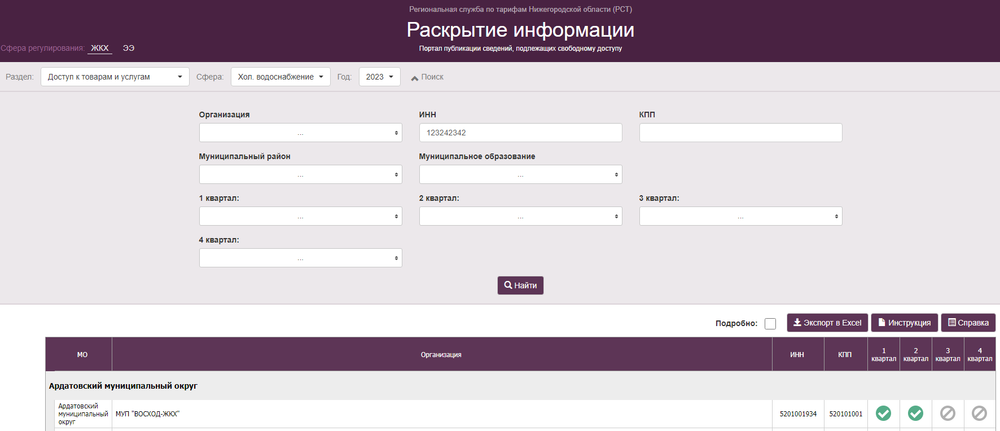 Региональная служба по тарифам Нижегородской области (РСТ)
Раскрытие информации
Сфера регулирования: ЖКХ ЭЭ
Портал публикации сведений, подлежащих свободному доступу
Раздел: Доступ к товарам и услугам Сфера: Хол. водоснабжение Год: 2023 Поиск
Организация ИНН КПП
... 123242342
Муниципальный район Муниципальное образование
... ...
1 квартал: 2 квартал: 3 квартал:
... ... ...
4 квартал:
...
Найти
Подробно: Экспорт в Excel Инструкция Справка
МО Организация ИНН КПП 1 квартал 2 квартал 3 квартал 4 квартал
Ардатовский муниципальный округ
Ардатовский
муниципальный
округ
МУП "ВОСХОД-ЖКХ" 5201001934 520101001